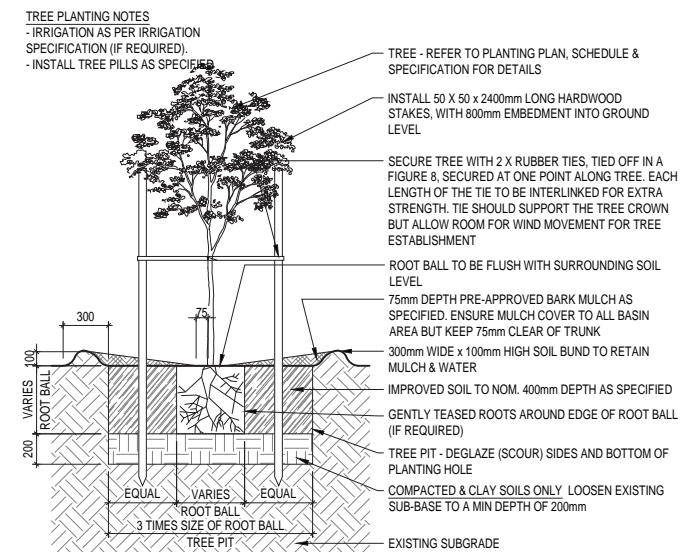 TREE PLANTING NOTES
- IRRIGATION AS PER IRRIGATION
SPECIFICATION (IF REQUIRED).
- INSTALL TREE PILLS AS SPECIFIED
TREE - REFER TO PLANTING PLAN, SCHEDULE &
SPECIFICATION FOR DETAILS
INSTALL 50 X 50 x 2400mm LONG HARDWOOD
STAKES, WITH 800mm EMBEDMENT INTO GROUND
LEVEL
SECURE TREE WITH 2 X RUBBER TIES, TIED OFF IN A
FIGURE 8, SECURED AT ONE POINT ALONG TREE. EACH
LENGTH OF THE TIE TO BE INTERLINKED FOR EXTRA
STRENGTH. TIE SHOULD SUPPORT THE TREE CROWN
BUT ALLOW ROOM FOR WIND MOVEMENT FOR TREE
ESTABLISHMENT
ROOT BALL TO BE FLUSH WITH SURROUNDING SOIL
LEVEL
75mm DEPTH PRE-APPROVED BARK MULCH AS
SPECIFIED. ENSURE MULCH COVER TO ALL BASIN
AREA BUT KEEP 75mm CLEAR OF TRUNK
300mm WIDE x 100mm HIGH SOIL BUND TO RETAIN
MULCH & WATER
IMPROVED SOIL TO NOM. 400mm DEPTH AS SPECIFIED
GENTLY TEASED ROOTS AROUND EDGE OF ROOT BALL
(IF REQUIRED)
TREE PIT - DEGLAZE (SCOUR) SIDES AND BOTTOM OF
PLANTING HOLE
COMPACTED & CLAY SOILS ONLY LOOSEN EXISTING
SUB-BASE TO A MIN DEPTH OF 200mm
EXISTING SUBGRADE
300
75
100
VARIES
ROOT BALL
200
EQUAL VARIES EQUAL
ROOT BALL
3 TIMES SIZE OF ROOT BALL
TREE PIT